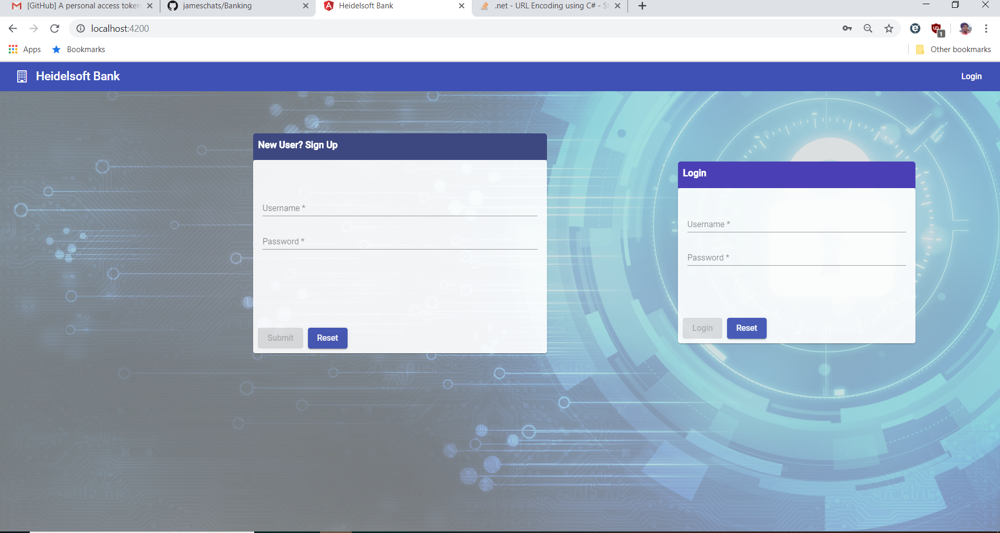 [GitHub] A personal access token
jameschats/Banking
Heidelsoft Bank
.net - URL Encoding using C# - S
localhost:4200
1
Apps
Bookmarks
Other bookmarks
Heidelsoft Bank
Login
New User? Sign Up
Username *
Password *
Submit
Reset
Login
Username *
Password *
Login
Reset